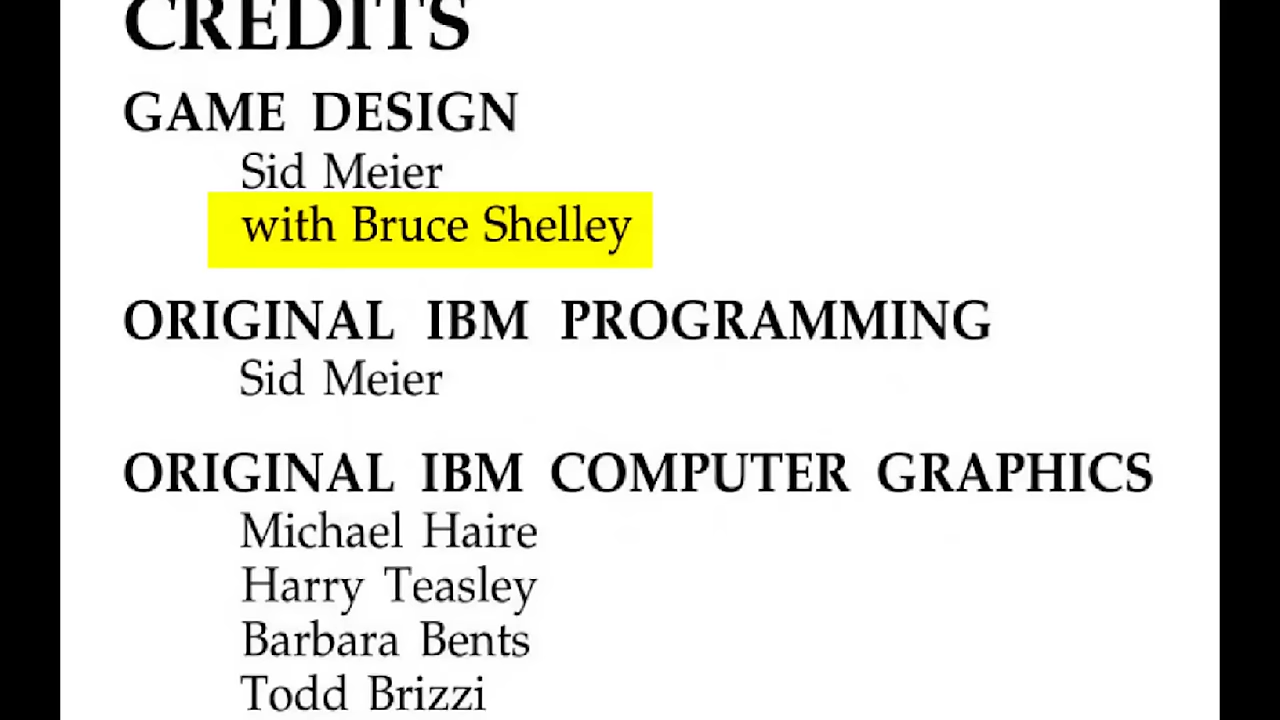 CREDITS
GAME DESIGN
Sid Meier
with Bruce Shelley
ORIGINAL IBM PROGRAMMING
Sid Meier
ORIGINAL IBM COMPUTER GRAPHICS
Michael Haire
Harry Teasley
Barbara Bents
Todd Brizzi